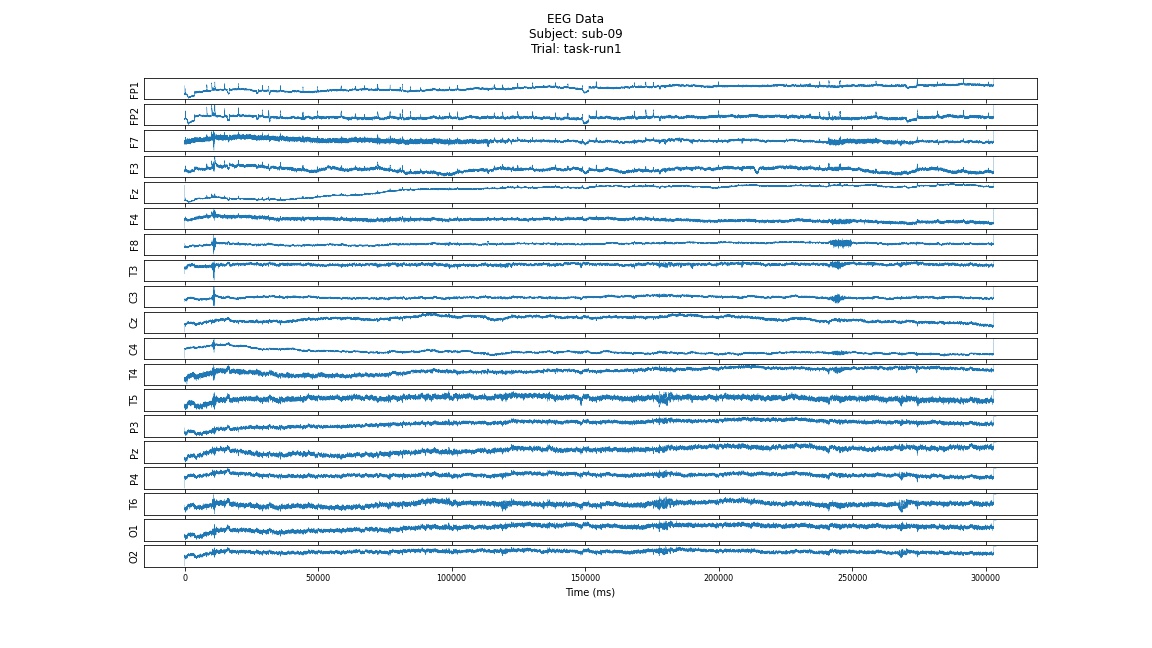 EEG Data
Subject: sub-09
Trial: task-run1
FP1
FP2
F7
F3
Fz
F4
F8
T3
C3
Cz
C4
T4
T5
P3
Pz
P4
T6
O1
O2
0 50000 100000 150000 200000 250000 300000
Time (ms)